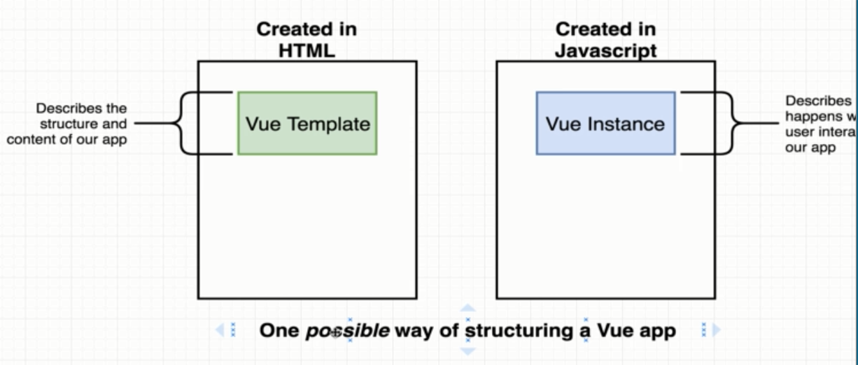 Created in
HTML
Created in
Javascript
Describes the
structure and
content of our app
Vue Template
Vue Instance
Describes
happens
user
our app
One possible way of structuring a Vue app